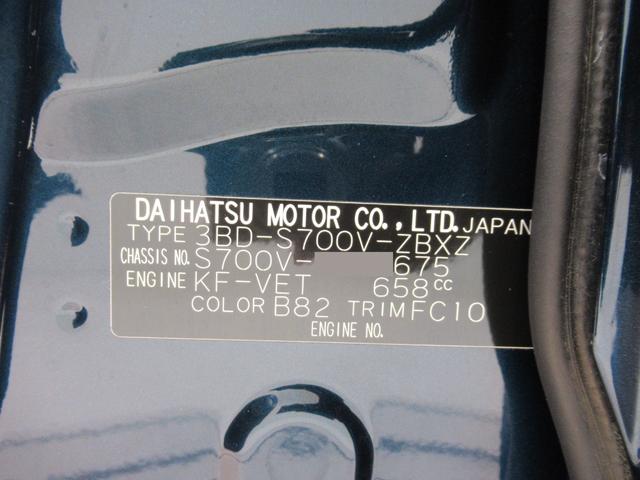 DAIHATSU MOTOR CO., LTD. JAPAN
TYPE 3BD-S700V-ZBXZ
CHASSIS NO. S700V- 675
ENGINE KF-VET 658cc
COLOR B82 TRIM FC10
ENGINE NO.